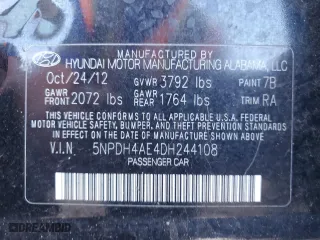 MANUFACTURED BY
HYUNDAI MOTOR MANUFACTURING ALABAMA, LLC
Oct/24/12 GVWR 3792 lbs PAINT 7B
GAWR FRONT 2072 lbs GAWR REAR 1764 lbs TRIM RA
THIS VEHICLE CONFORMS TO ALL APPLICABLE U.S. FEDERAL MOTOR VEHICLE SAFETY, BUMPER, AND THEFT PREVENTION STANDARDS IN EFFECT ON THE DATE OF MANUFACTURE SHOWN ABOVE.
V.I.N 5NPDH4AE4DH244108
PASSENGER CAR
© DREAMBID.COM